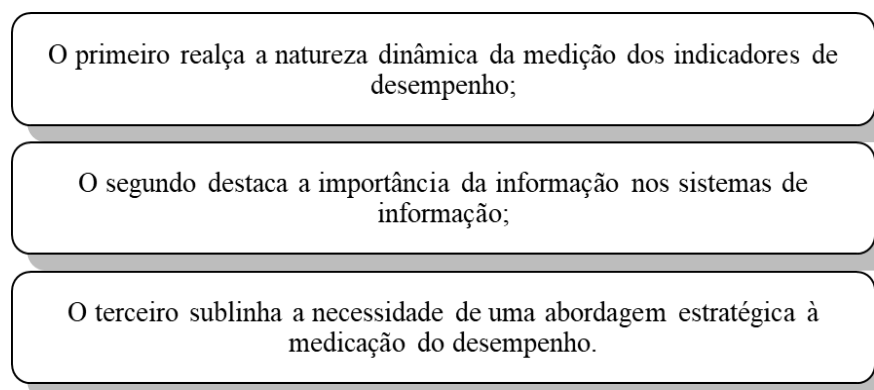 O primeiro realça a natureza dinâmica da medição dos indicadores de
desempenho;
O segundo destaca a importância da informação nos sistemas de
informação;
O terceiro sublinha a necessidade de uma abordagem estratégica à
medicação do desempenho.